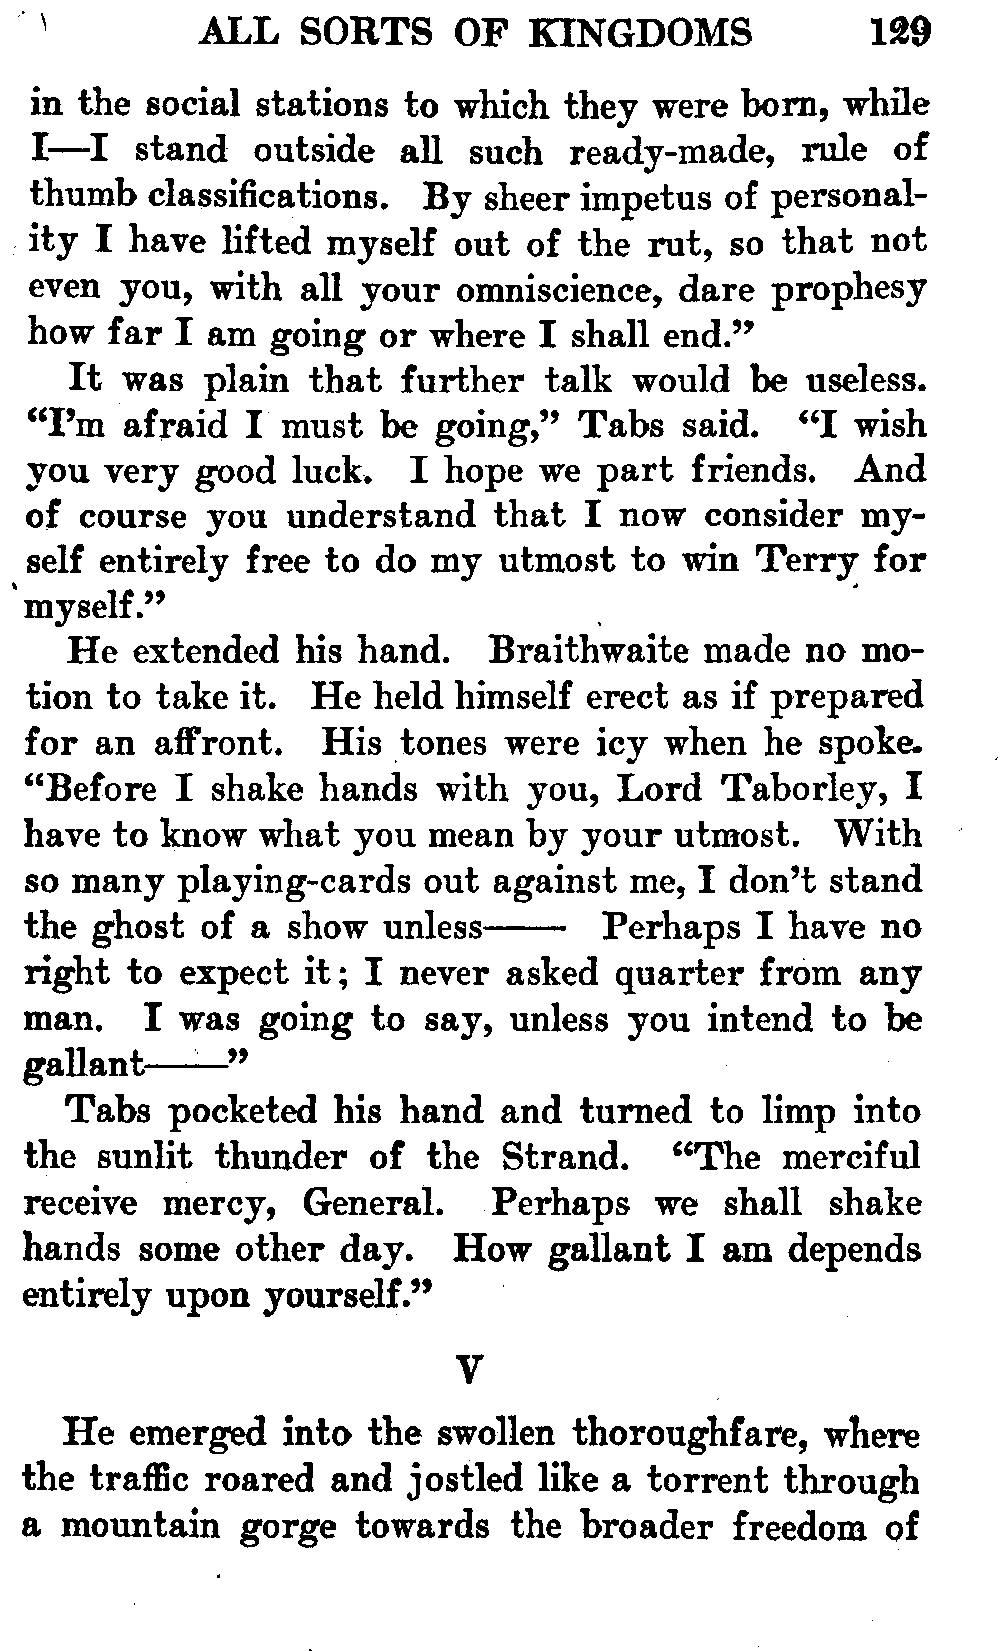 ALL SORTS OF KINGDOMS 129
in the social stations to which they were born, while
I—I stand outside all such ready-made, rule of
thumb classifications. By sheer impetus of personal-
ity I have lifted myself out of the rut, so that not
even you, with all your omniscience, dare prophesy
how far I am going or where I shall end.”
It was plain that further talk would be useless.
“I’m afraid I must be going,” Tabs said. “I wish
you very good luck. I hope we part friends. And
of course you understand that I now consider my-
self entirely free to do my utmost to win Terry for
myself.”
He extended his hand. Braithwaite made no mo-
tion to take it. He held himself erect as if prepared
for an affront. His tones were icy when he spoke.
“Before I shake hands with you, Lord Taborley, I
have to know what you mean by your utmost. With
so many playing-cards out against me, I don’t stand
the ghost of a show unless—— Perhaps I have no
right to expect it; I never asked quarter from any
man. I was going to say, unless you intend to be
gallant——”
Tabs pocketed his hand and turned to limp into
the sunlit thunder of the Strand. “The merciful
receive mercy, General. Perhaps we shall shake
hands some other day. How gallant I am depends
entirely upon yourself.”
V
He emerged into the swollen thoroughfare, where
the traffic roared and jostled like a torrent through
a mountain gorge towards the broader freedom of